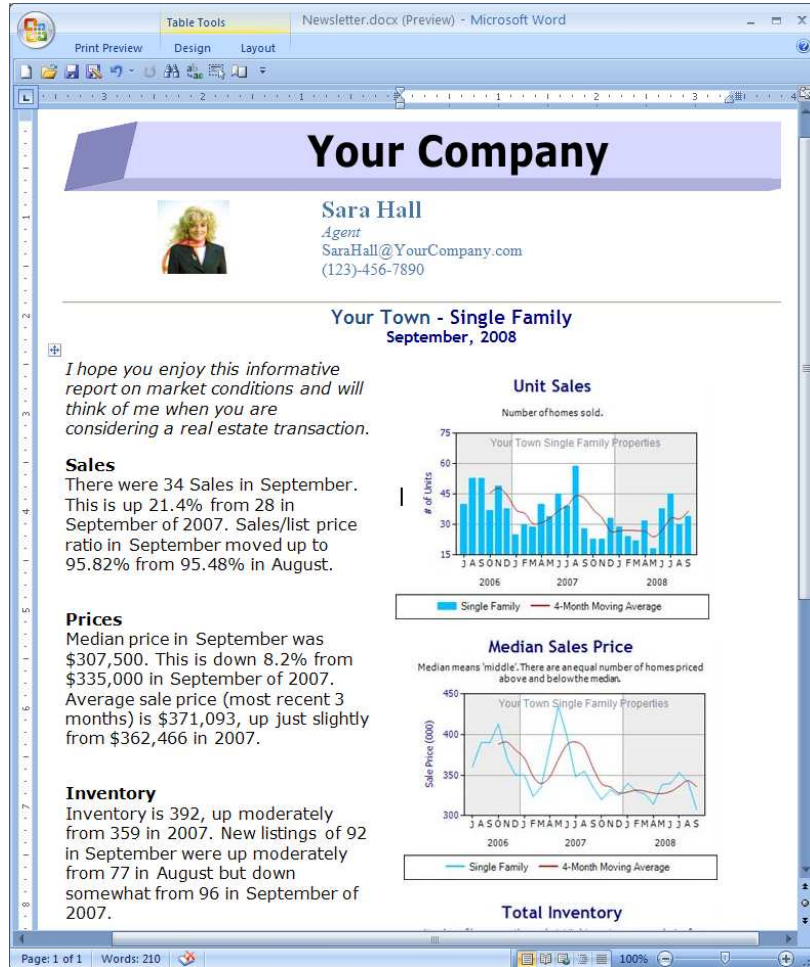 Table Tools
Newsletter.docx (Preview) - Microsoft Word
Print Preview Design Layout
Your Company
Sara Hall
Agent
SaraHall@YourCompany.com
(123)-456-7890
Your Town - Single Family
September, 2008
I hope you enjoy this informative
report on market conditions and will
think of me when you are
considering a real estate transaction.
Sales
There were 34 Sales in September.
This is up 21.4% from 28 in
September of 2007. Sales/list price
ratio in September moved up to
95.82% from 95.48% in August.
Prices
Median price in September was
$307,500. This is down 8.2% from
$335,000 in September of 2007.
Average sale price (most recent 3
months) is $371,093, up just slightly
from $362,466 in 2007.
Inventory
Inventory is 392, up moderately
from 359 in 2007. New listings of 92
in September were up moderately
from 77 in August but down
somewhat from 96 in September of
2007.
Unit Sales
Number of homes sold.
Your Town Single Family Properties
# of Units
75
60
45
30
15
J A S O N D J F M A M J J A S O N D J F M A M J J A S
2006 2007 2008
Single Family 4-Month Moving Average
Median Sales Price
Median means 'middle'. There are an equal number of homes priced
above and below the median.
Your Town Single Family Properties
Sale Price (000)
450
400
350
300
J A S O N D J F M A M J J A S O N D J F M A M J J A S
2006 2007 2008
Single Family 4-Month Moving Average
Total Inventory
Page: 1 of 1 Words: 210 100%